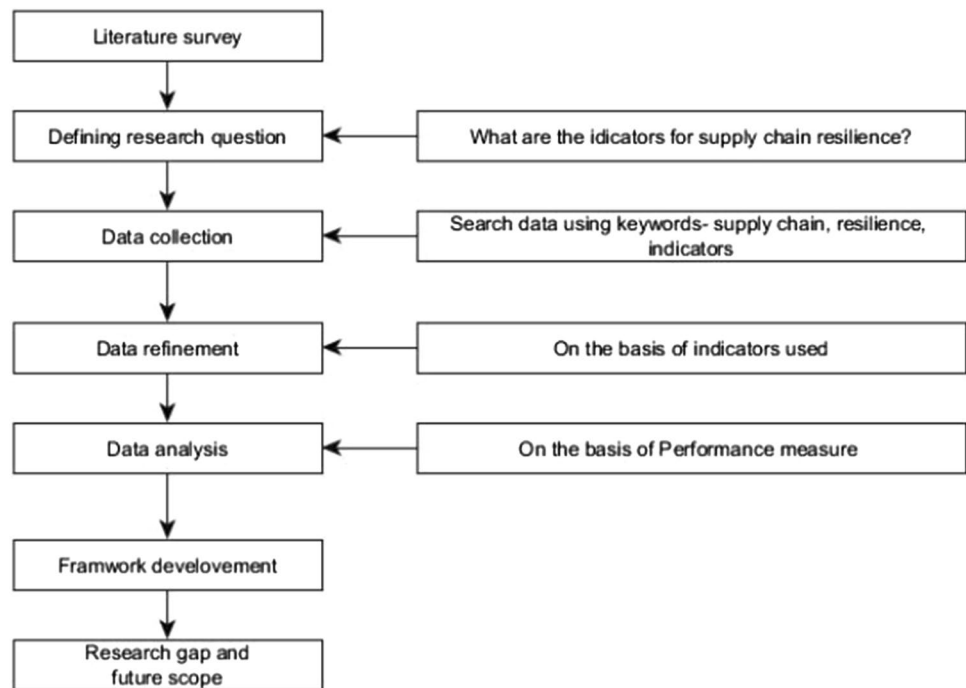 Literature survey
Defining research question
What are the idicators for supply chain resilience?
Data collection
Search data using keywords- supply chain, resilience,
indicators
Data refinement
On the basis of indicators used
Data analysis
On the basis of Performance measure
Framwork develovement
Research gap and
future scope